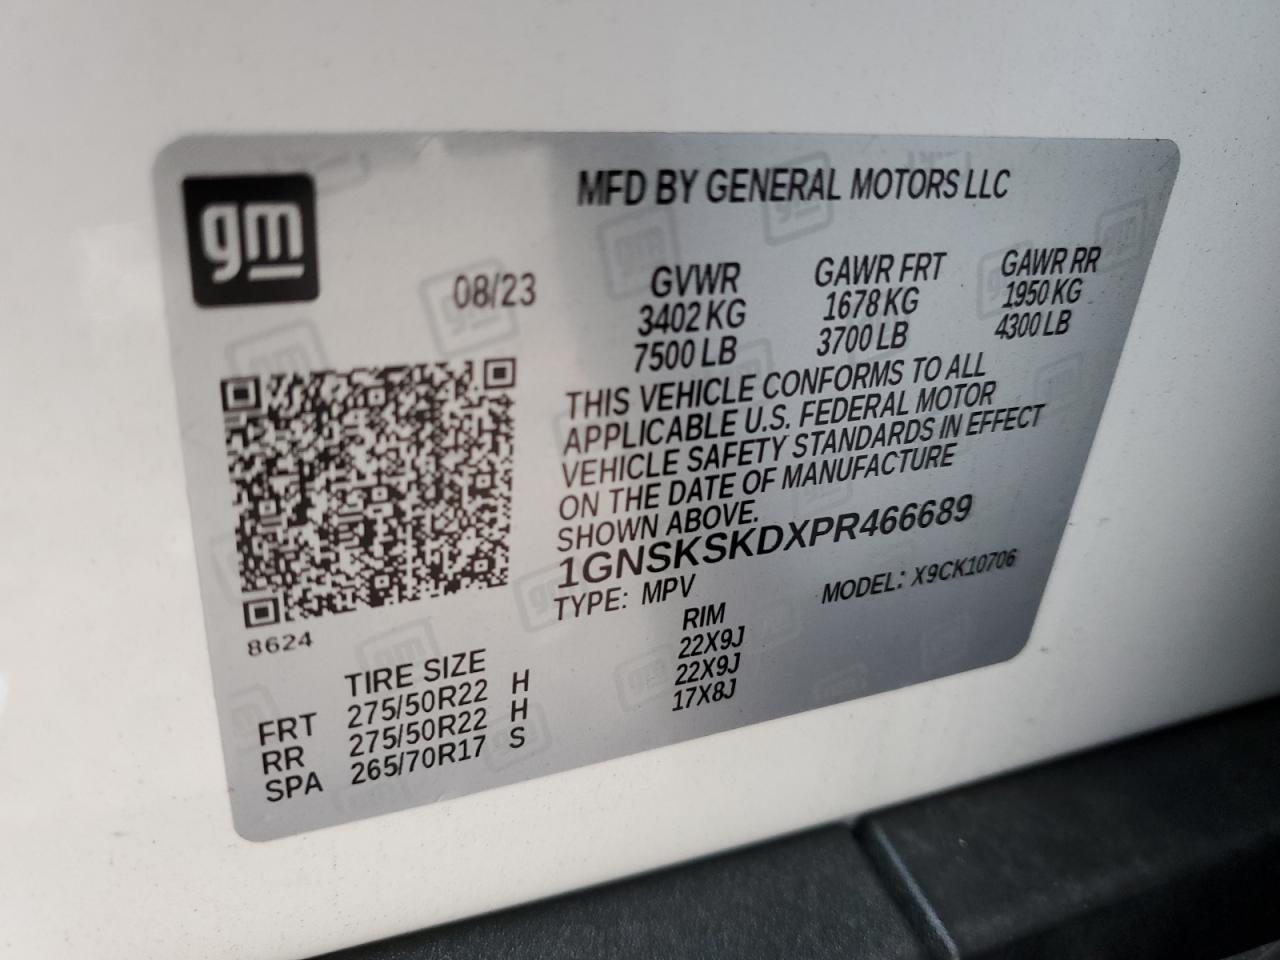 gm
MFD BY GENERAL MOTORS LLC
08/23
GVWR GAWR FRT GAWR RR
3402 KG 1678 KG 1950 KG
7500 LB 3700 LB 4300 LB
THIS VEHICLE CONFORMS TO ALL
APPLICABLE U.S. FEDERAL MOTOR
VEHICLE SAFETY STANDARDS IN EFFECT
ON THE DATE OF MANUFACTURE
SHOWN ABOVE.
1GNSKSKDXPR466689
TYPE: MPV MODEL: X9CK10706
8624
TIRE SIZE RIM
FRT 275/50R22 H 22X9J
RR 275/50R22 H 22X9J
SPA 265/70R17 S 17X8J